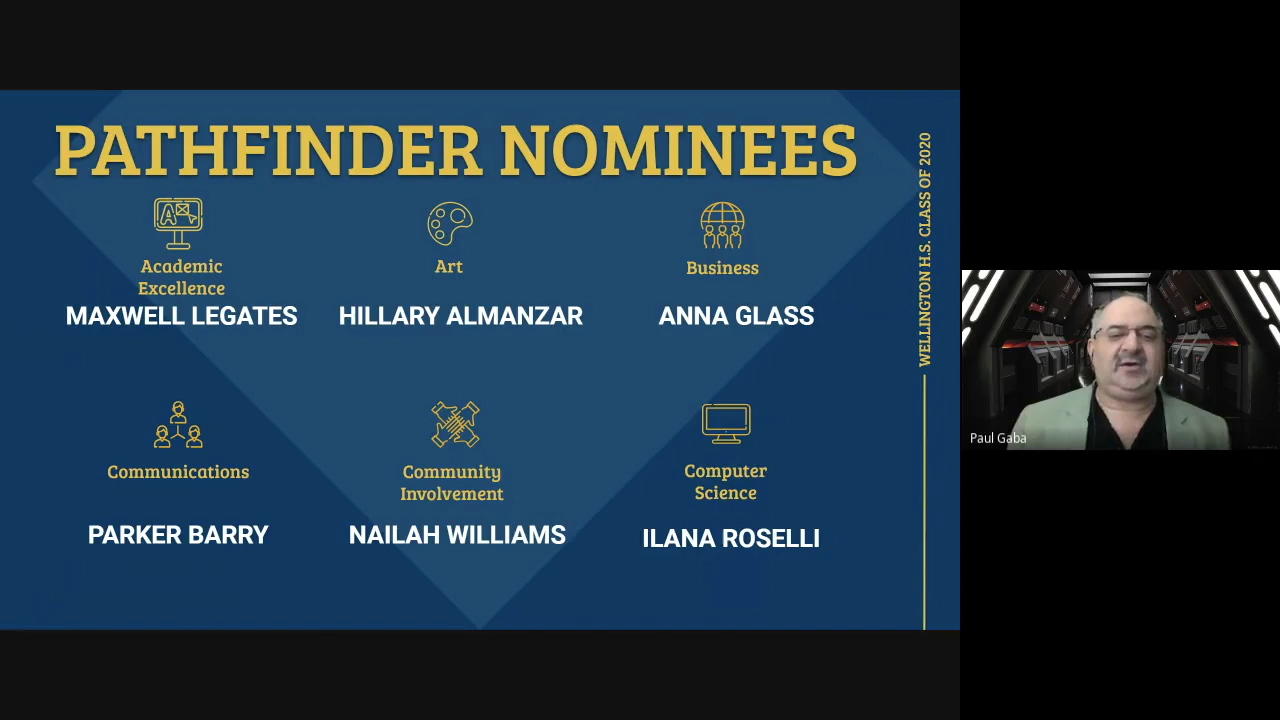 PATHFINDER NOMINEES
Academic
Excellence
MAXWELL LEGATES
Art
HILLARY ALMANZAR
Business
ANNA GLASS
Communications
PARKER BARRY
Community
Involvement
NAILAH WILLIAMS
Computer
Science
ILANA ROSELLI
WELLINGTON H.S. CLASS OF 2020
Paul Gaba